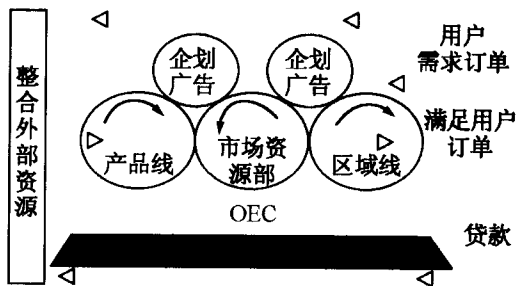 整合外部资源
企划
广告
企划
广告
用户
需求订单
产品线
市场资
源部
区域线
满足用户
订单
OEC
贷款